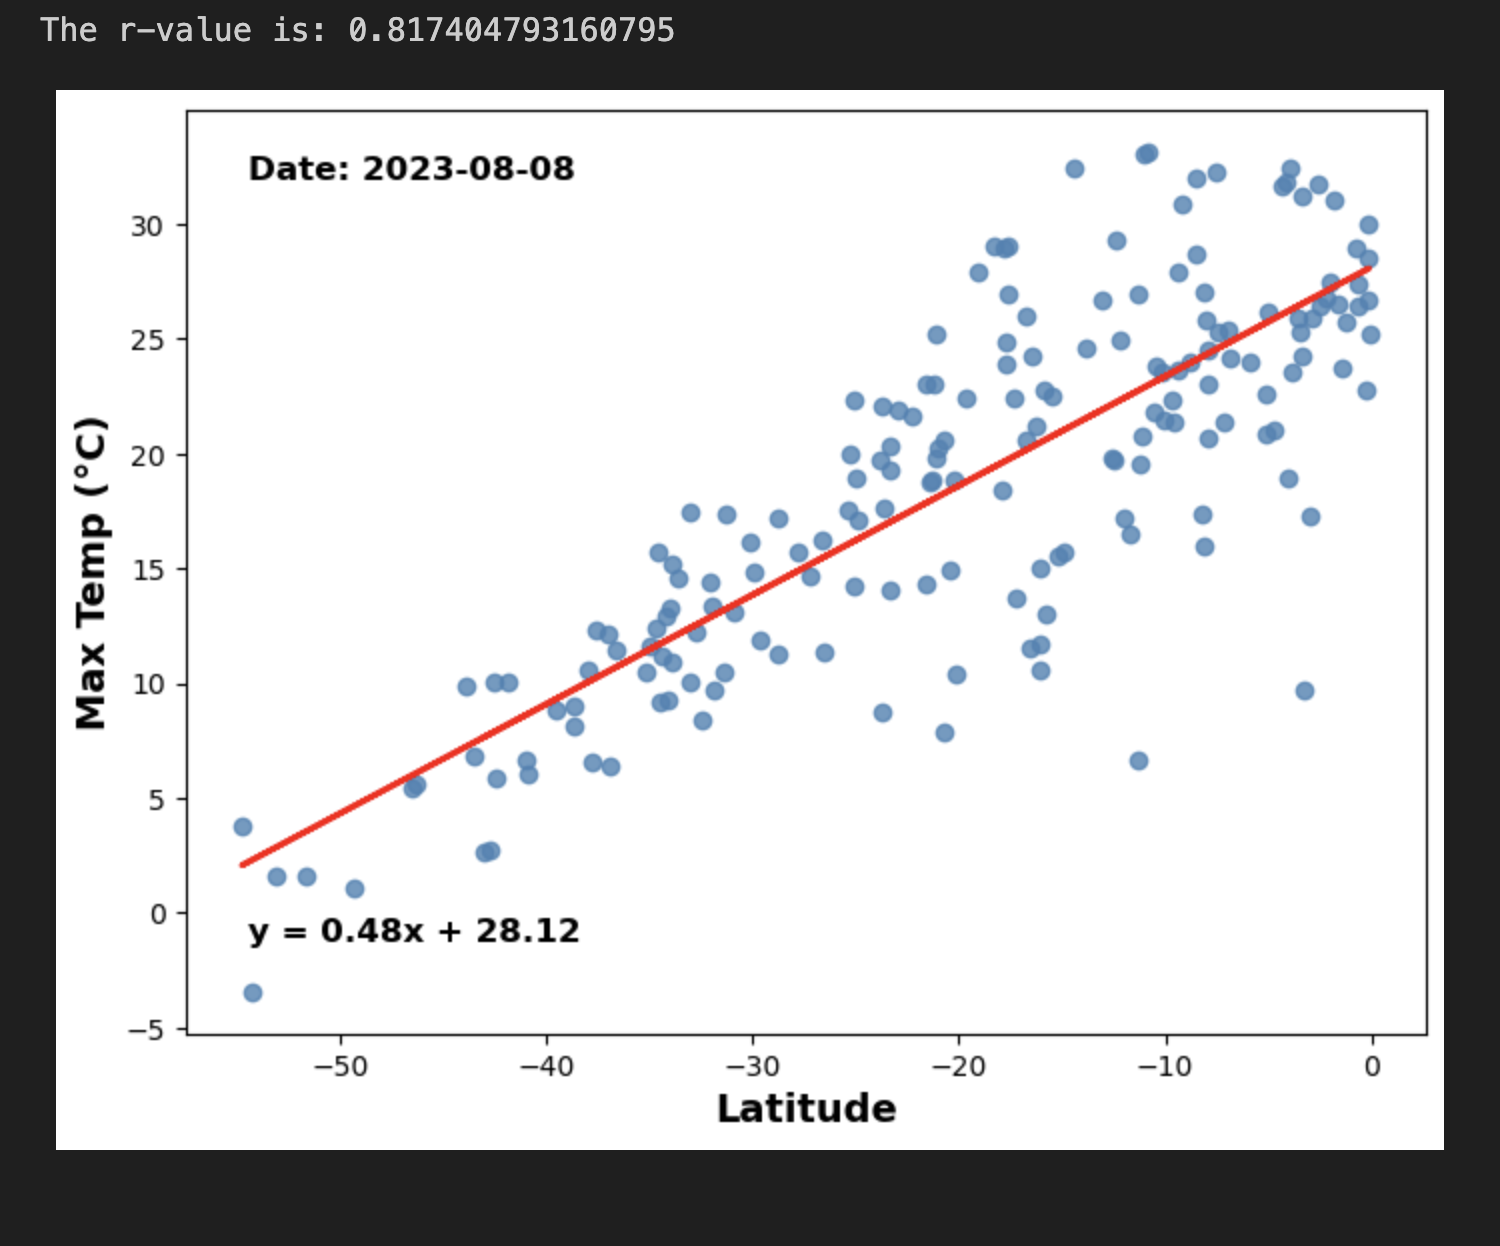 The r-value is: 0.817404793160795
Date: 2023-08-08
30
25
20
15
10
5
0
−5
Max Temp (°C)
y = 0.48x + 28.12
−50 −40 −30 −20 −10 0
Latitude